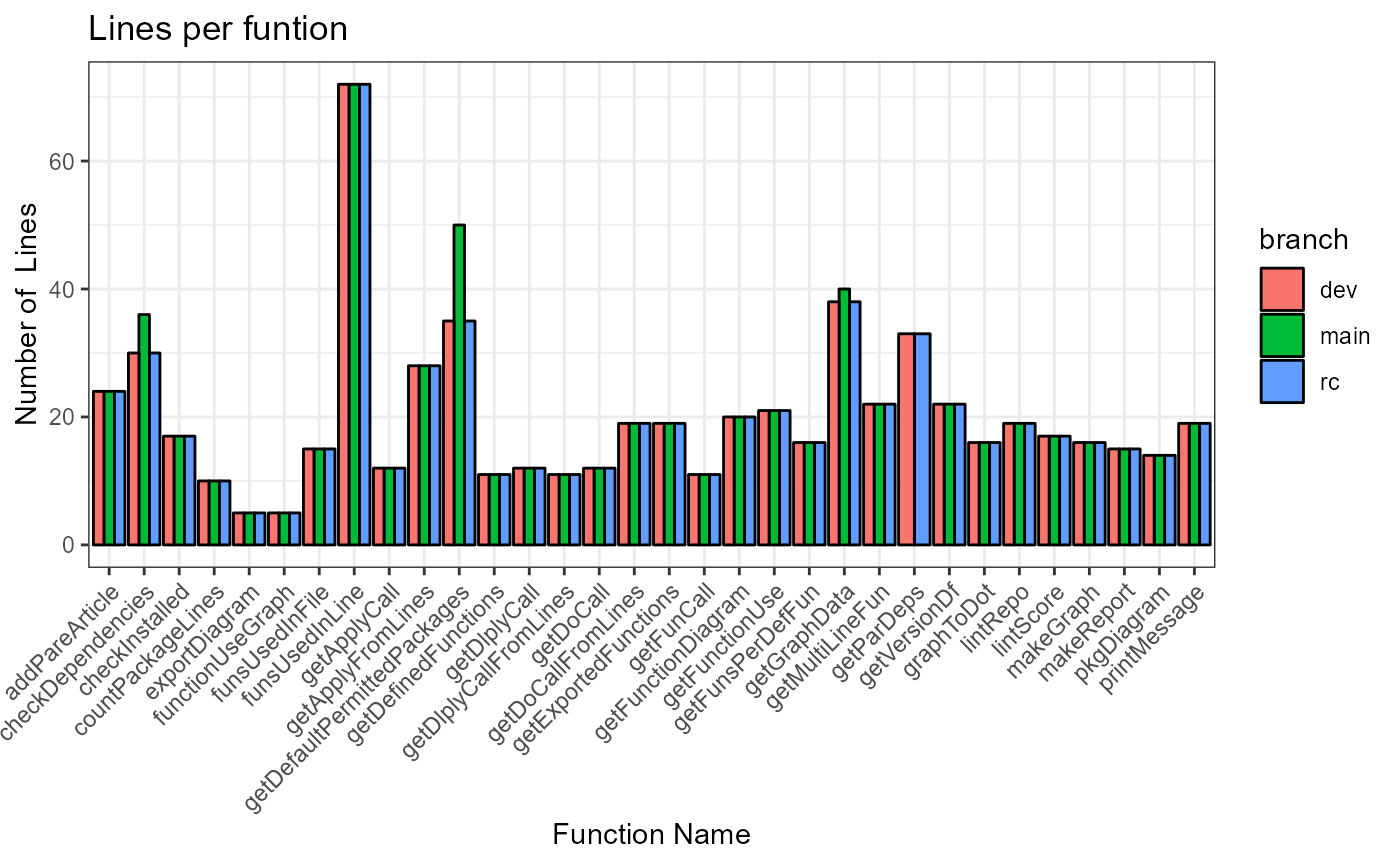 Lines per funtion
Number of Lines
60
40
20
0
addPareArticle
checkDependencies
checkInstalled
countPackageLines
exportDiagram
functionUseGraph
funsUsedInFile
funsUsedInLine
getApplyCall
getApplyFromLines
getDefaultPermittedPackages
getDefinedFunctions
getDlplyCall
getDlplyCallFromLines
getDoCall
getDoCallFromLines
getExportedFunctions
getFunCall
getFunctionDiagram
getFunctionUse
getFunsPerDefFun
getGraphData
getMultiLineFun
getParDeps
getVersionDf
graphToDot
lintRepo
lintScore
makeGraph
makeReport
pkgDiagram
printMessage
Function Name
branch
dev
main
rc